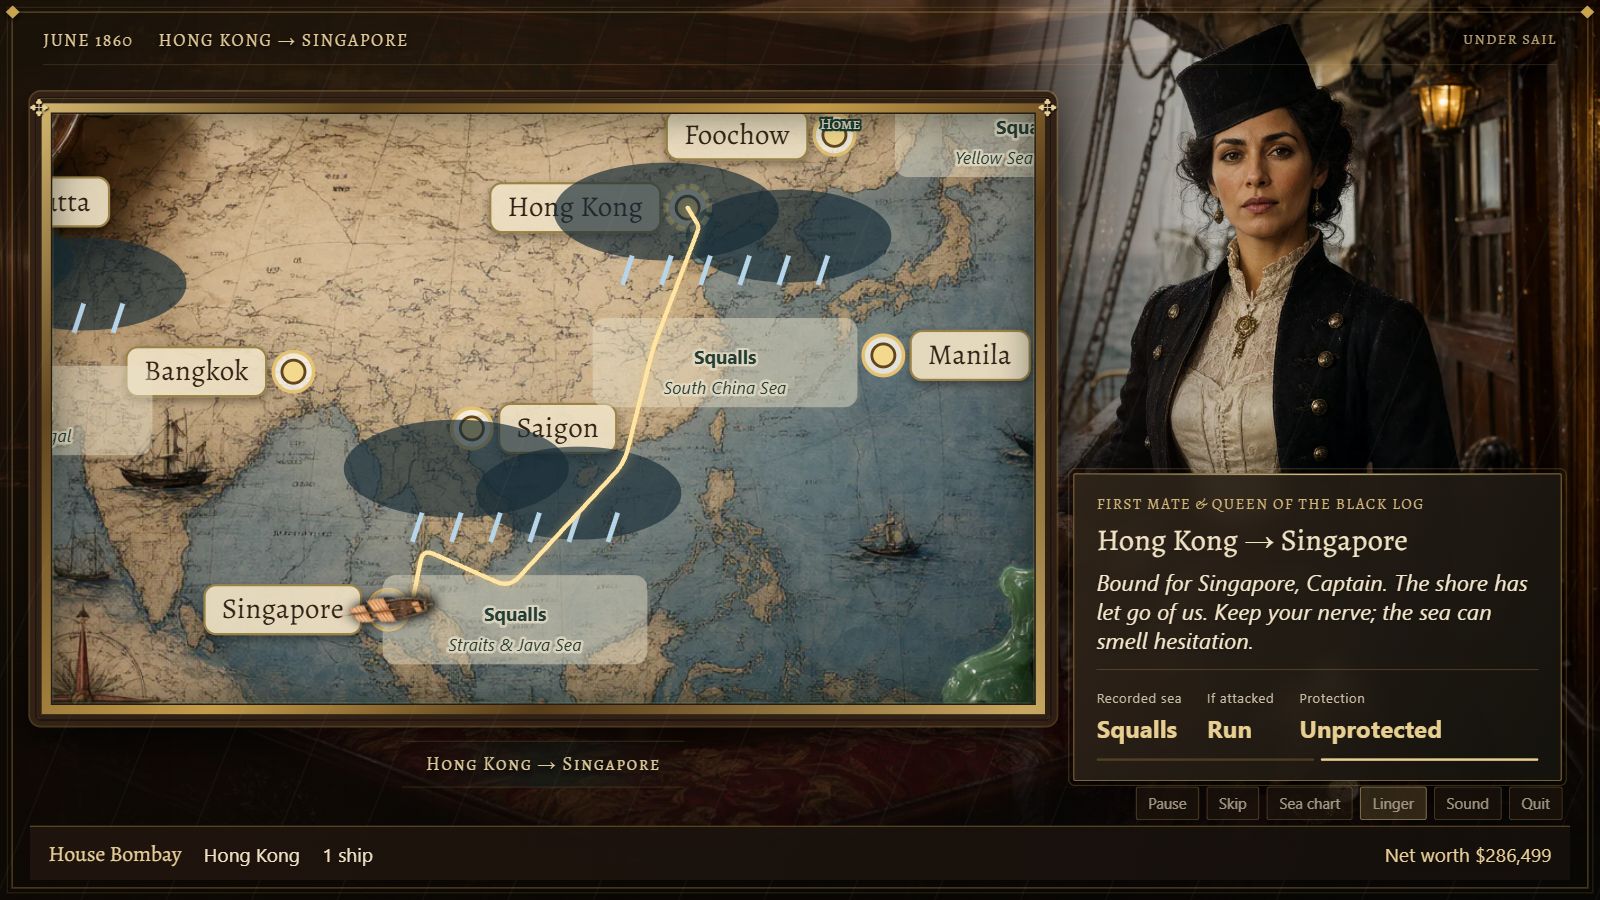 JUNE 1860 HONG KONG → SINGAPORE
UNDER SAIL
Foochow
HOME
Squa
Yellow Sea
utta
Hong Kong
Squalls
South China Sea
Manila
Bangkok
Saigon
gal
Singapore
Squalls
Straits & Java Sea
HONG KONG → SINGAPORE
FIRST MATE & QUEEN OF THE BLACK LOG
Hong Kong → Singapore
Bound for Singapore, Captain. The shore has
let go of us. Keep your nerve; the sea can
smell hesitation.
Recorded sea If attacked Protection
Squalls Run Unprotected
Pause Skip Sea chart Linger Sound Quit
House Bombay Hong Kong 1 ship
Net worth $286,499